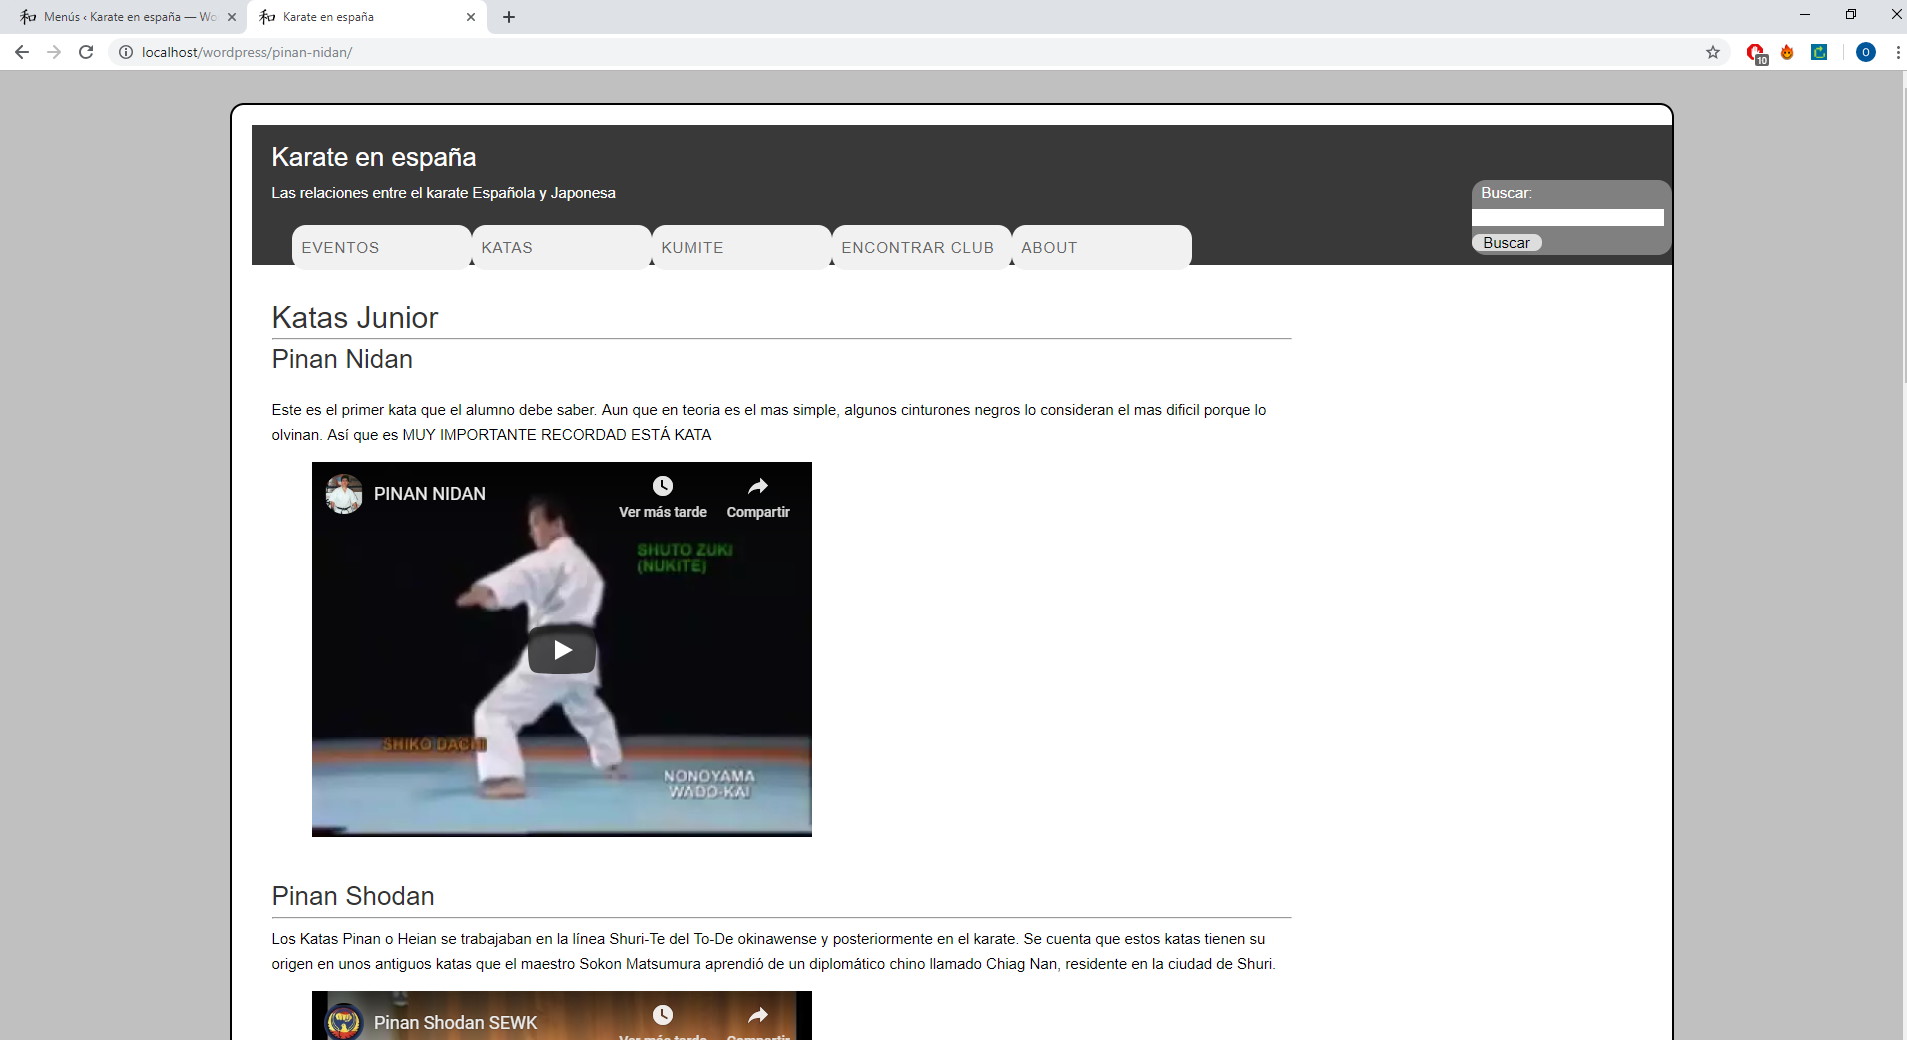 Menús ‹ Karate en españa — Wo
Karate en españa
localhost/wordpress/pinan-nidan/
10
O
Karate en españa
Las relaciones entre el karate Española y Japonesa
Buscar:
Buscar
EVENTOS
KATAS
KUMITE
ENCONTRAR CLUB
ABOUT
Katas Junior
Pinan Nidan
Este es el primer kata que el alumno debe saber. Aun que en teoria es el mas simple, algunos cinturones negros lo consideran el mas dificil porque lo
olvinan. Así que es MUY IMPORTANTE RECORDAD ESTÁ KATA
PINAN NIDAN
Ver más tarde
Compartir
SHUTO ZUKI
(NUKITE)
SHIKO DACHI
NONOYAMA
WADO-KAI
Pinan Shodan
Los Katas Pinan o Heian se trabajaban en la línea Shuri-Te del To-De okinawense y posteriormente en el karate. Se cuenta que estos katas tienen su
origen en unos antiguos katas que el maestro Sokon Matsumura aprendió de un diplomático chino llamado Chiag Nan, residente en la ciudad de Shuri.
Pinan Shodan SEWK
Ver más tarde
Compartir